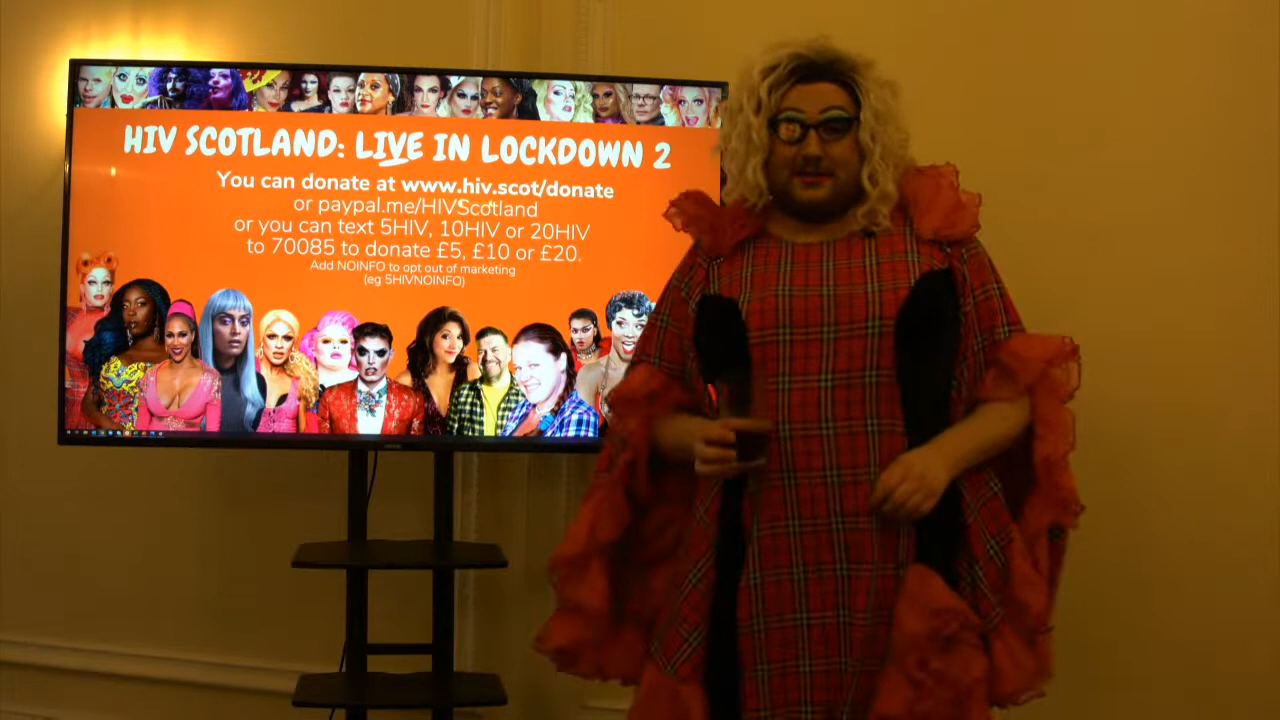 HIV SCOTLAND: LIVE IN LOCKDOWN 2
You can donate at www.hiv.scot/donate
or paypal.me/HIVScotland
or you can text 5HIV, 10HIV or 20HIV
to 70085 to donate £5, £10 or £20.
Add NOINFO to opt out of marketing
(eg 5HIVNOINFO)